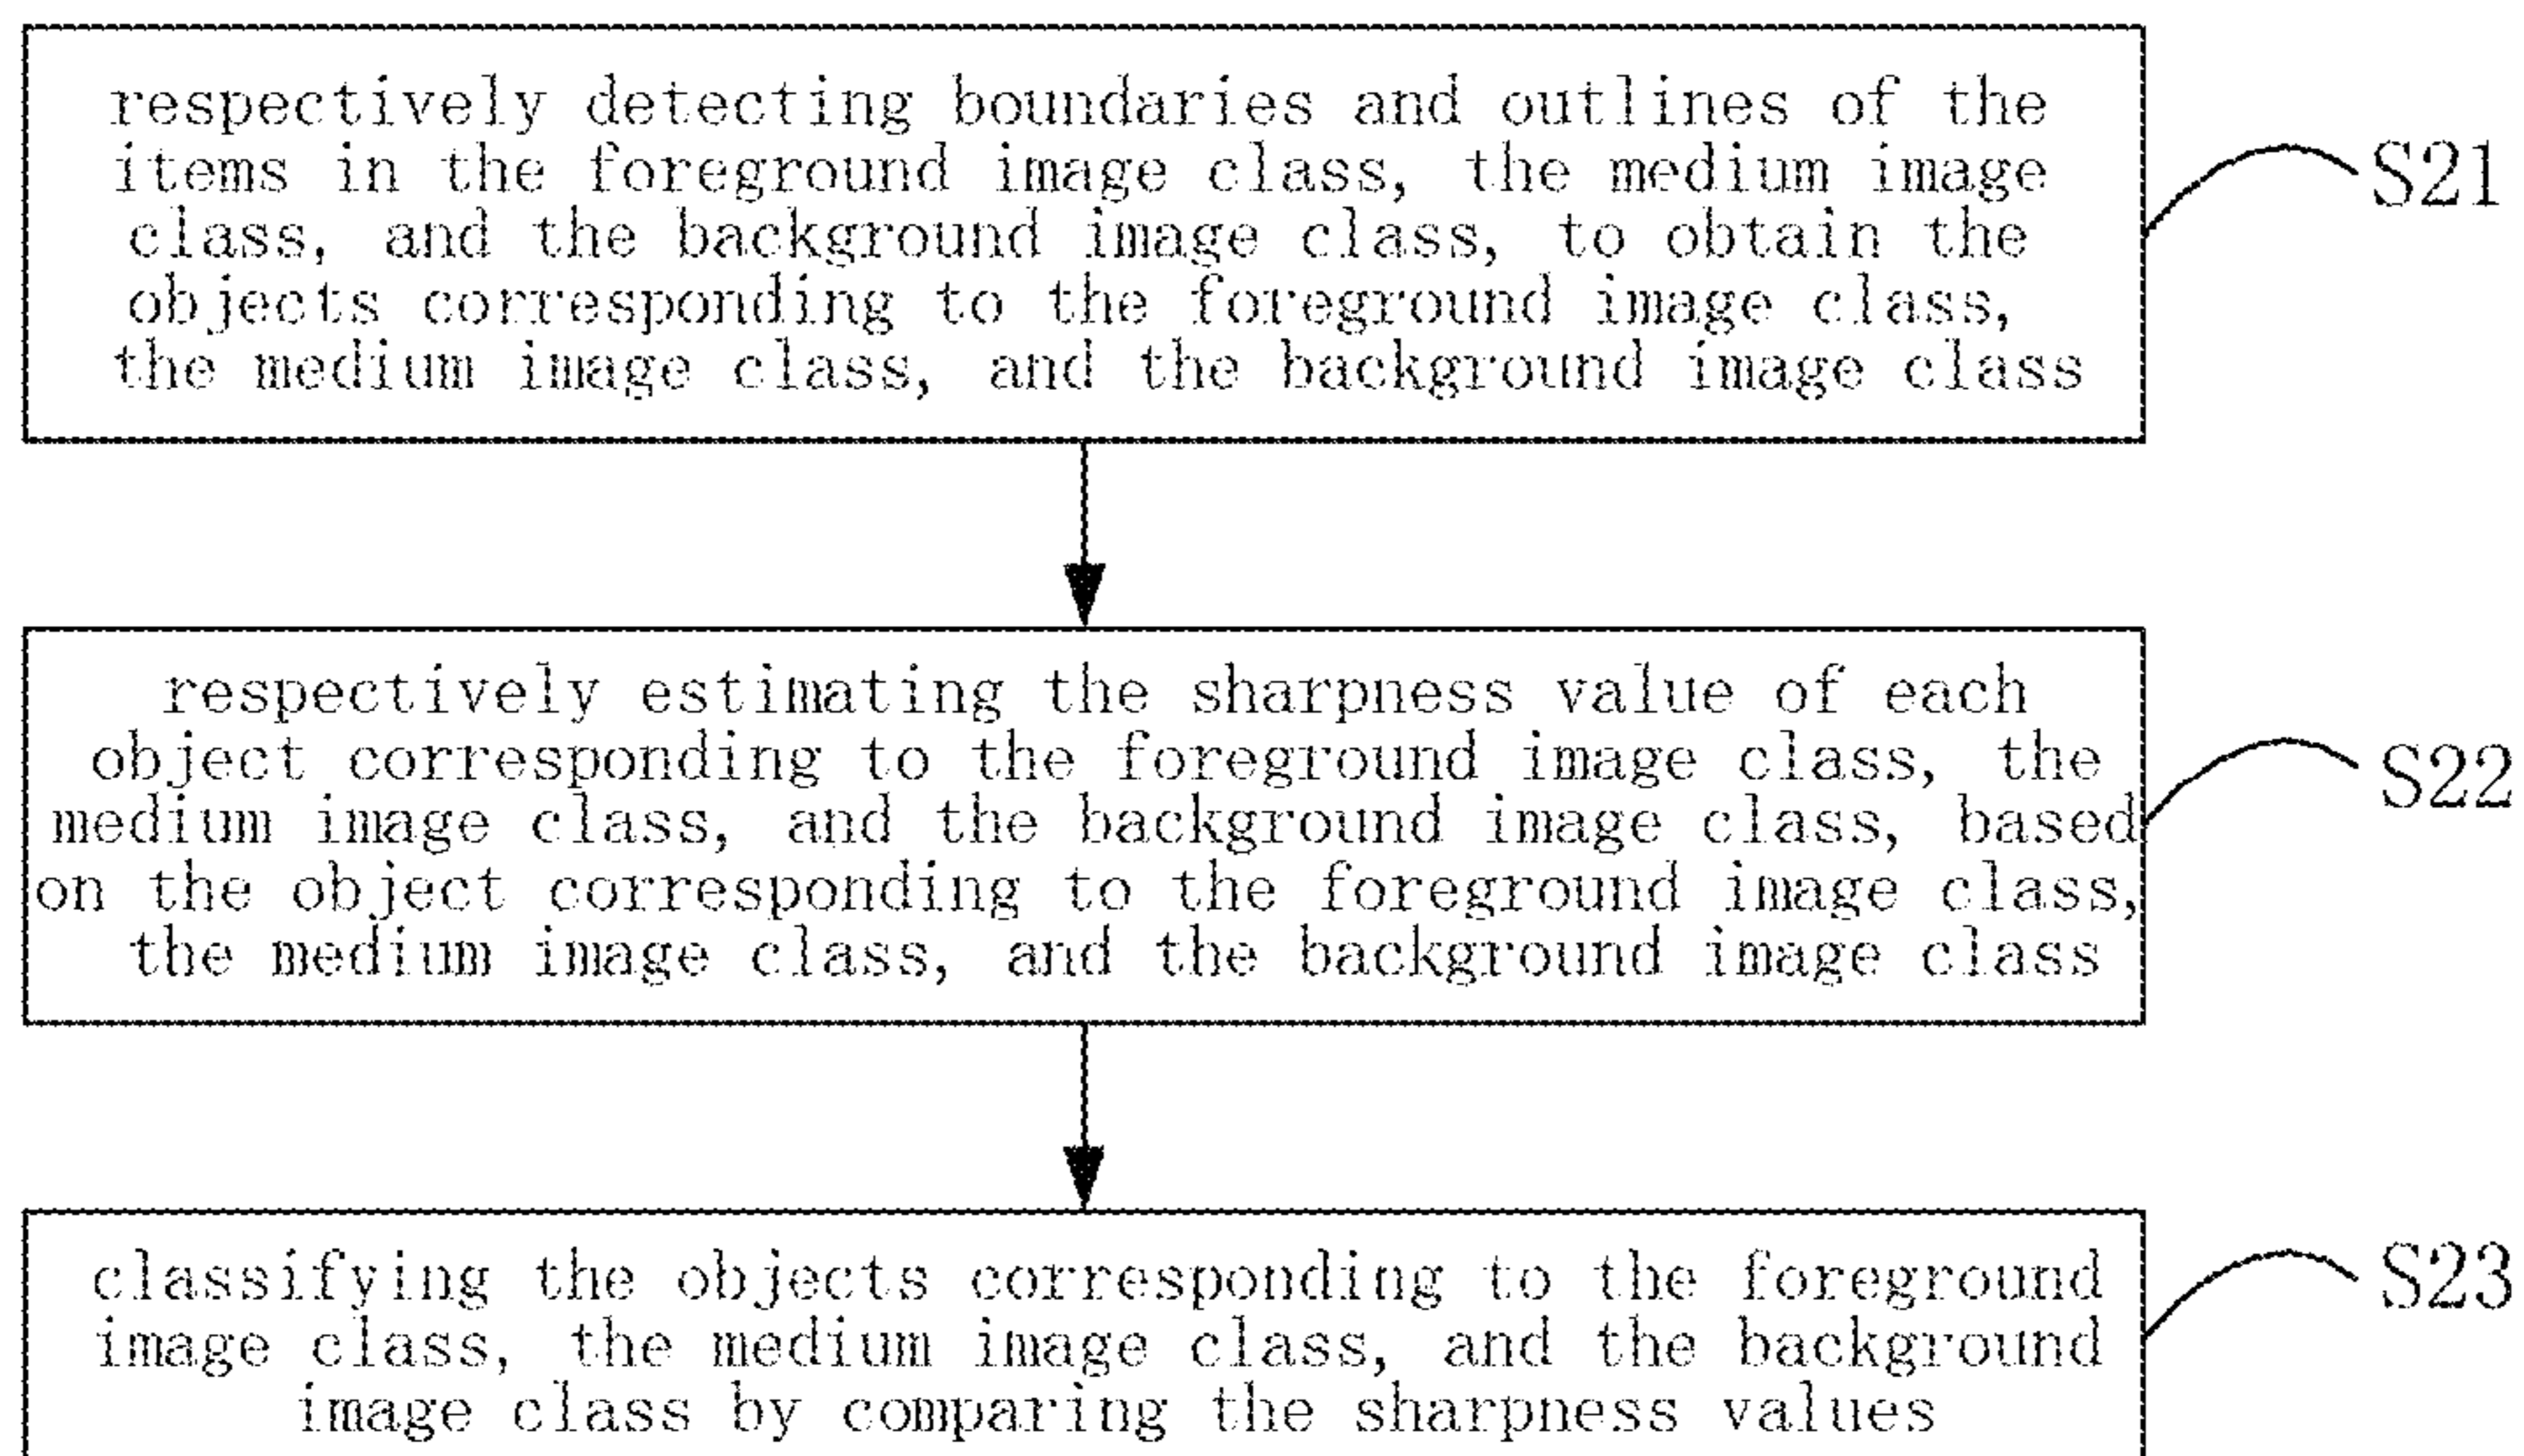 respectively detecting boundaries and outlines of the
items in the foreground image class, the medium image
class, and the background image class, to obtain the
objects corresponding to the foreground image class,
the medium image class, and the background image class
S21
respectively estimating the sharpness value of each
object corresponding to the foreground image class, the
medium image class, and the background image class, based
on the object corresponding to the foreground image class,
the medium image class, and the background image class
S22
classifying the objects corresponding to the foreground
image class, the medium image class, and the background
image class by comparing the sharpness values
S23